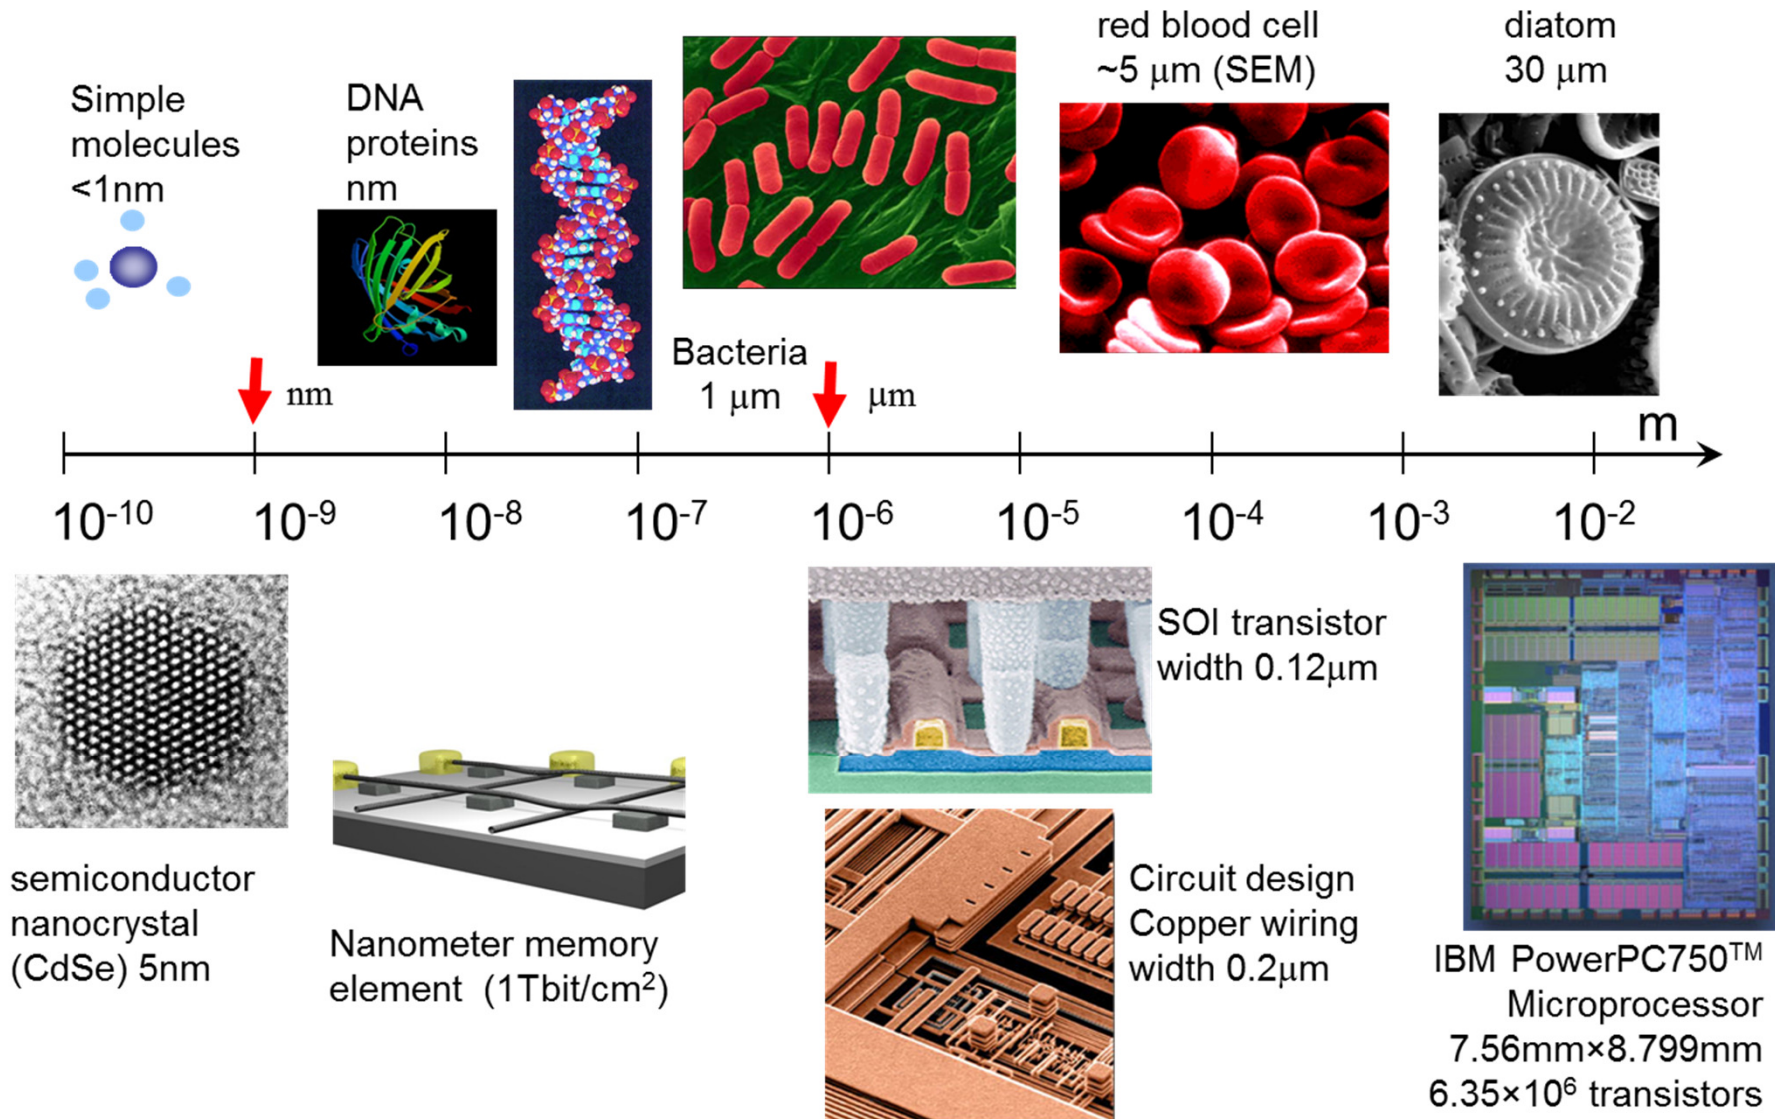 Simple
molecules
<1nm
DNA
proteins
nm
red blood cell
~5 μm (SEM)
diatom
30 μm
Bacteria
1 μm
nm
μm
m
10⁻¹⁰ 10⁻⁹ 10⁻⁸ 10⁻⁷ 10⁻⁶ 10⁻⁵ 10⁻⁴ 10⁻³ 10⁻²
semiconductor
nanocrystal
(CdSe) 5nm
Nanometer memory
element (1Tbit/cm²)
SOI transistor
width 0.12μm
Circuit design
Copper wiring
width 0.2μm
IBM PowerPC750™
Microprocessor
7.56mm×8.799mm
6.35×10⁶ transistors